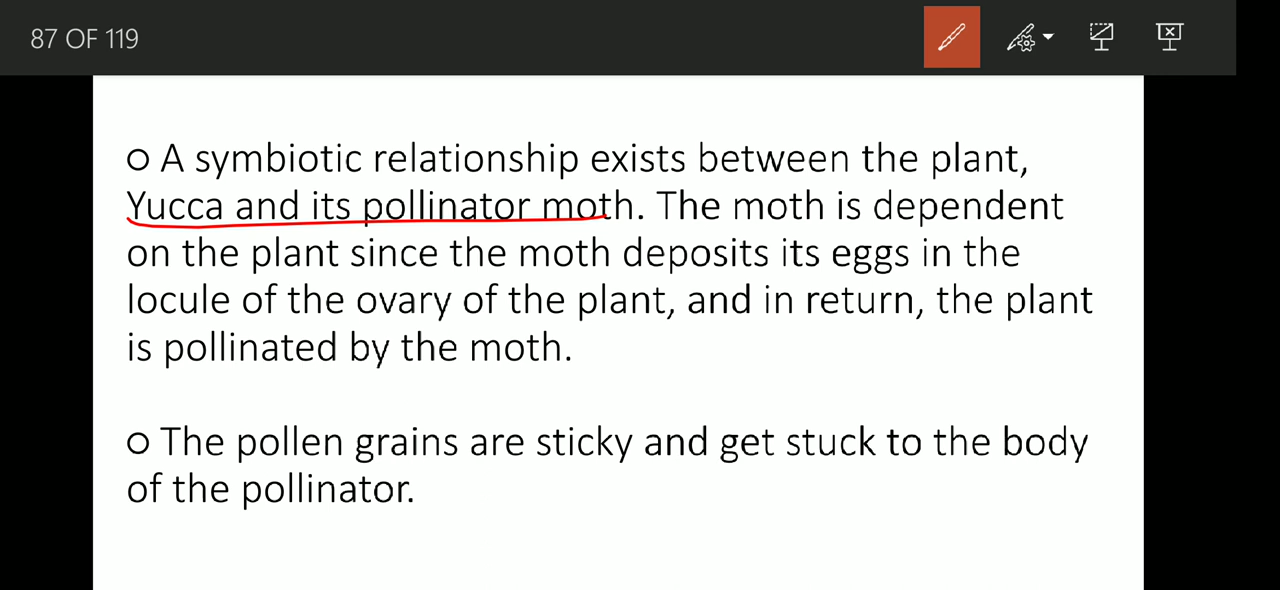 87 OF 119
○ A symbiotic relationship exists between the plant,
Yucca and its pollinator moth. The moth is dependent
on the plant since the moth deposits its eggs in the
locule of the ovary of the plant, and in return, the plant
is pollinated by the moth.
○ The pollen grains are sticky and get stuck to the body
of the pollinator.